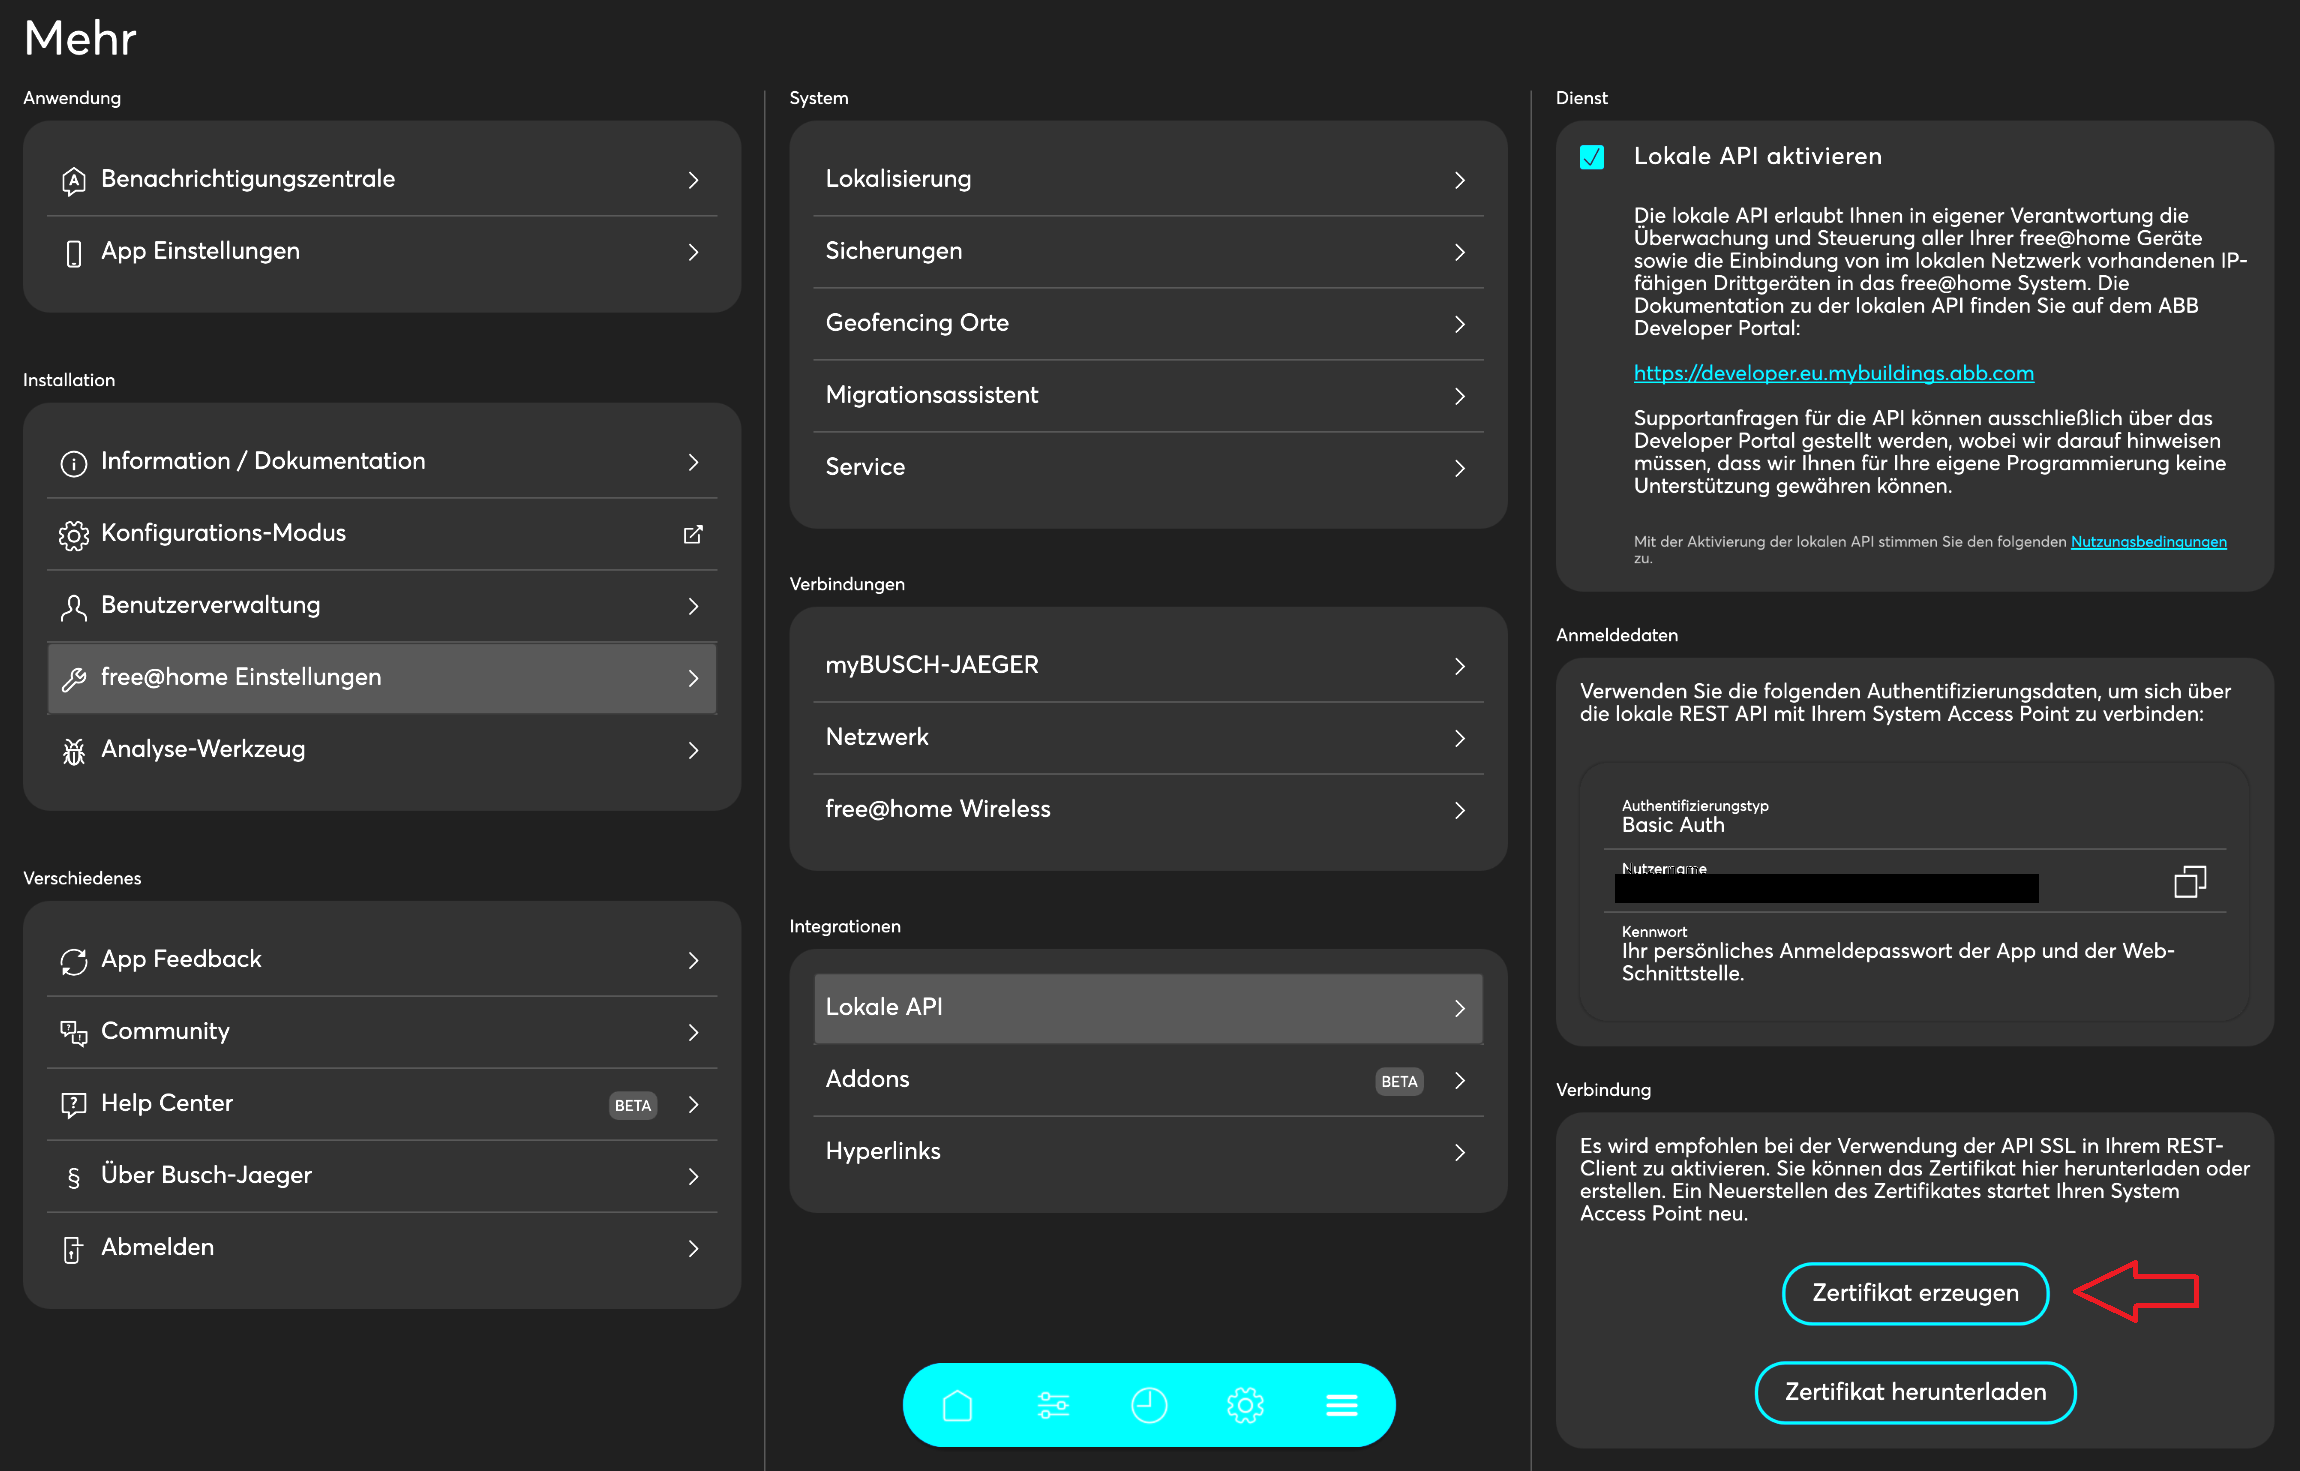 Mehr
Anwendung
Benachrichtigungszentrale
App Einstellungen
Installation
Information / Dokumentation
Konfigurations-Modus
Benutzerverwaltung
free@home Einstellungen
Analyse-Werkzeug
Verschiedenes
App Feedback
Community
Help Center
BETA
§ Über Busch-Jaeger
Abmelden
System
Lokalisierung
Sicherungen
Geofencing Orte
Migrationsassistent
Service
Verbindungen
myBUSCH-JAEGER
Netzwerk
free@home Wireless
Integrationen
Lokale API
Addons
BETA
Hyperlinks
Dienst
Lokale API aktivieren
Die lokale API erlaubt Ihnen in eigener Verantwortung die
Überwachung und Steuerung aller Ihrer free@home Geräte
sowie die Einbindung von im lokalen Netzwerk vorhandenen IP-
fähigen Drittgeräten in das free@home System. Die
Dokumentation zu der lokalen API finden Sie auf dem ABB
Developer Portal:
https://developer.eu.mybuildings.abb.com
Supportanfragen für die API können ausschließlich über das
Developer Portal gestellt werden, wobei wir darauf hinweisen
müssen, dass wir Ihnen für Ihre eigene Programmierung keine
Unterstützung gewähren können.
Mit der Aktivierung der lokalen API stimmen Sie den folgenden Nutzungsbedingungen
zu.
Anmeldedaten
Verwenden Sie die folgenden Authentifizierungsdaten, um sich über
die lokale REST API mit Ihrem System Access Point zu verbinden:
Authentifizierungstyp
Basic Auth
Nutzername
Kennwort
Ihr persönliches Anmeldepasswort der App und der Web-
Schnittstelle.
Verbindung
Es wird empfohlen bei der Verwendung der API SSL in Ihrem REST-
Client zu aktivieren. Sie können das Zertifikat hier herunterladen oder
erstellen. Ein Neuerstellen des Zertifikates startet Ihren System
Access Point neu.
Zertifikat erzeugen
Zertifikat herunterladen